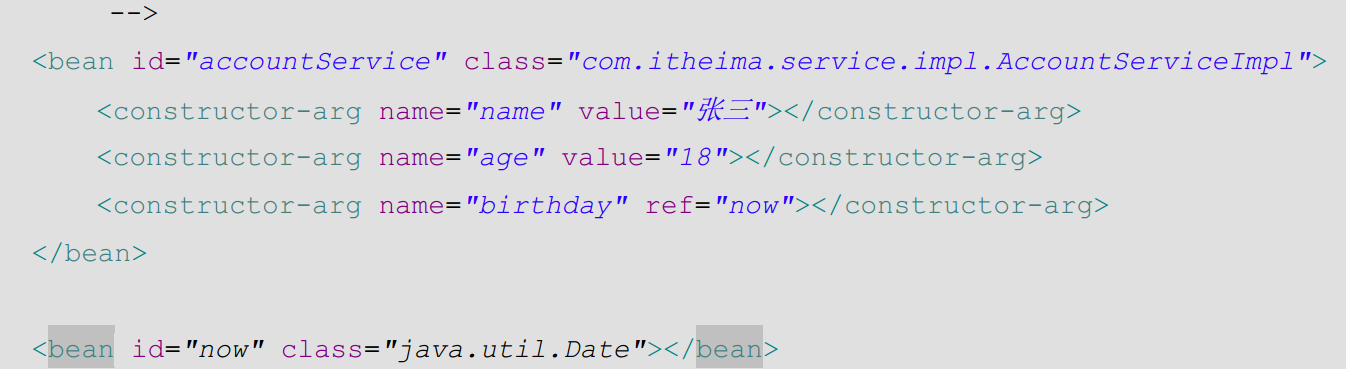 -->
<bean id="accountService" class="com.itheima.service.impl.AccountServiceImpl">
<constructor-arg name="name" value="张三"></constructor-arg>
<constructor-arg name="age" value="18"></constructor-arg>
<constructor-arg name="birthday" ref="now"></constructor-arg>
</bean>
<bean id="now" class="java.util.Date"></bean>